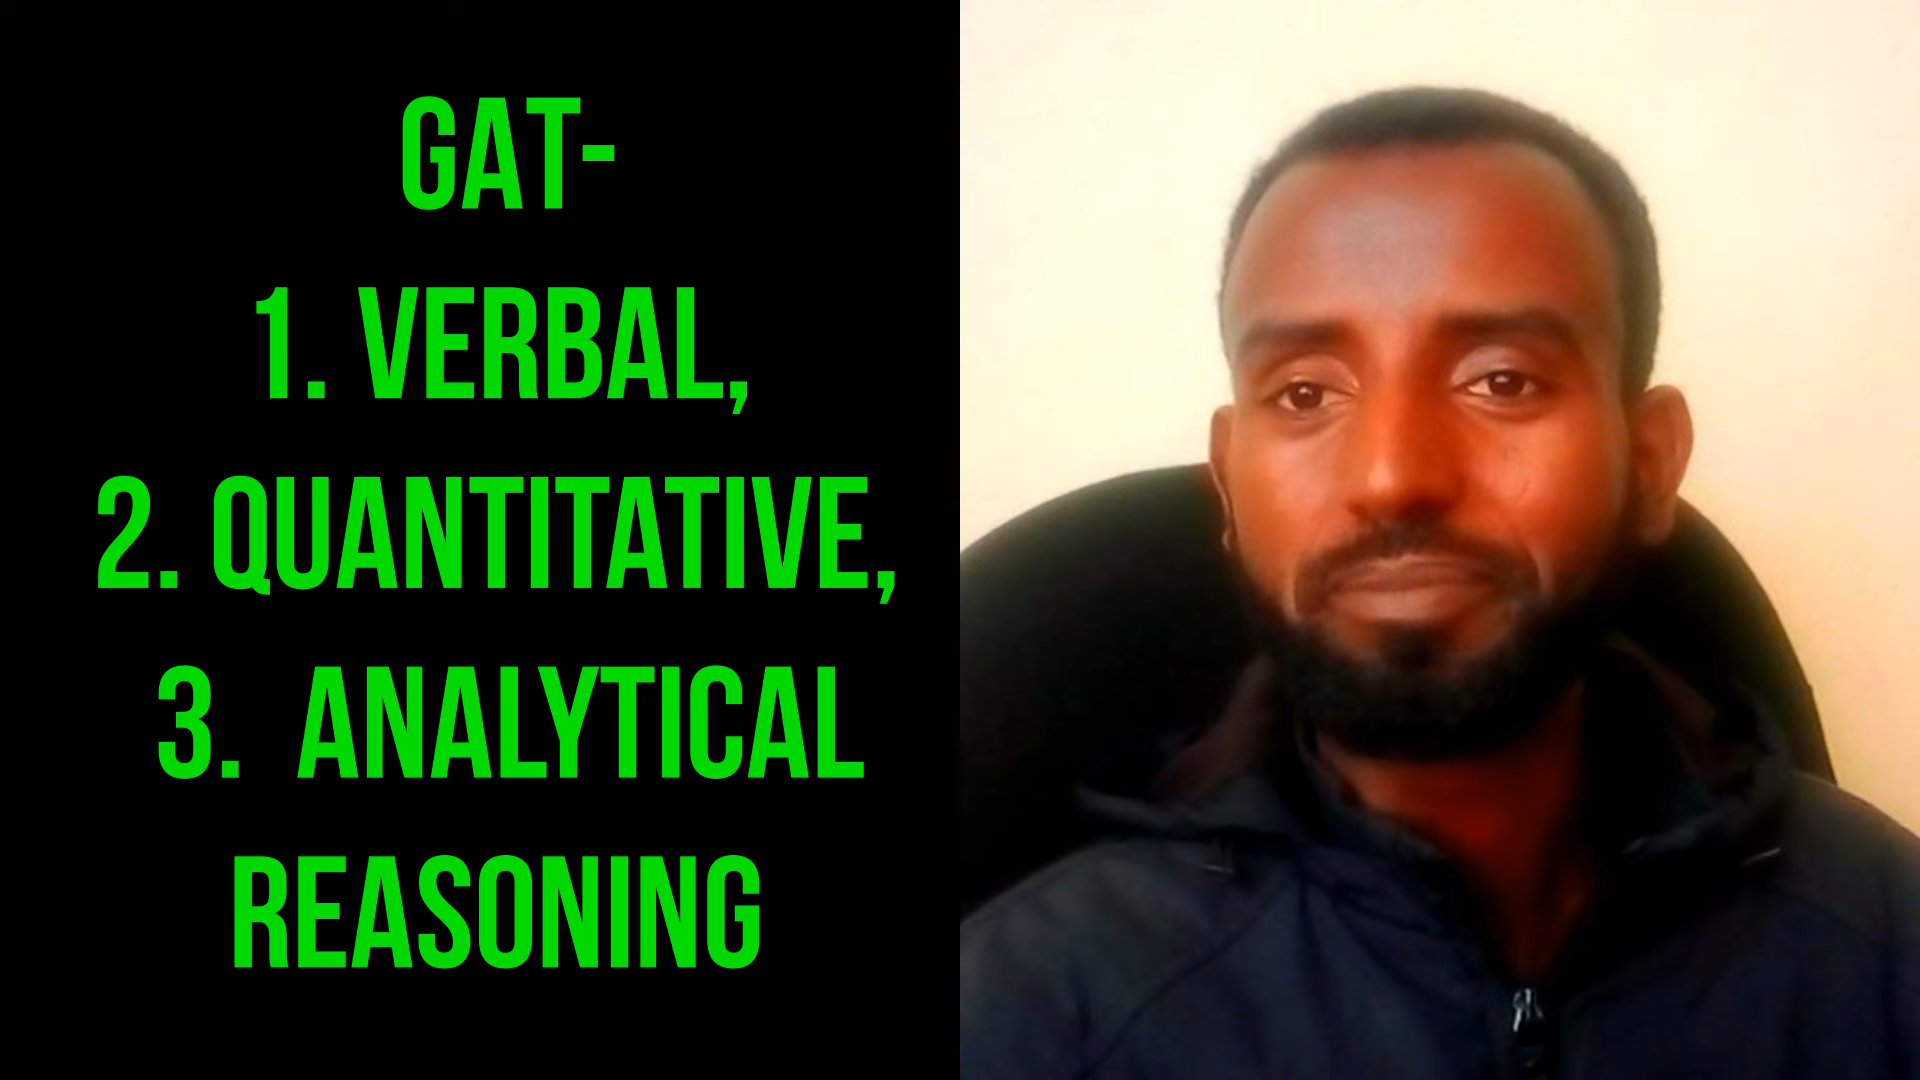 GAT-
1. VERBAL,
2. QUANTITATIVE,
3. ANALYTICAL
REASONING